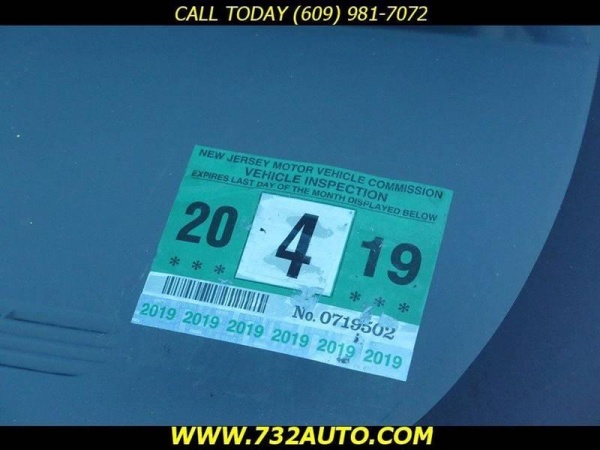 CALL TODAY (609) 981-7072
NEW JERSEY MOTOR VEHICLE COMMISSION
VEHICLE INSPECTION
EXPIRES LAST DAY OF THE MONTH DISPLAYED BELOW
20 4 19
* * * * * *
No. 0719502
2019 2019 2019 2019 2019 2019
WWW.732AUTO.COM